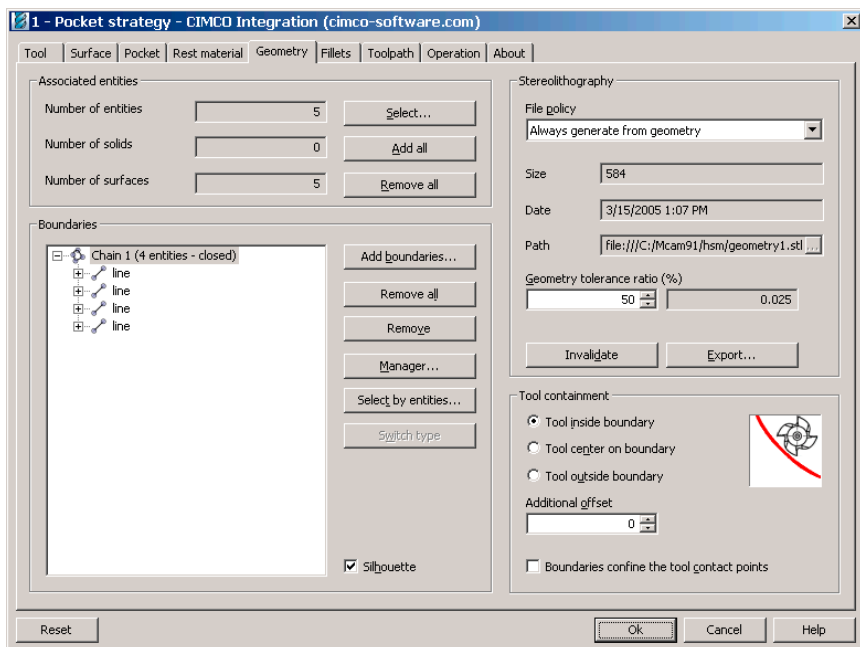 1 - Pocket strategy - CIMCO Integration (cimco-software.com)
Tool Surface Pocket Rest material Geometry Fillets Toolpath Operation About
Associated entities
Number of entities 5 Select...
Number of solids 0 Add all
Number of surfaces 5 Remove all
Boundaries
Chain 1 (4 entities - closed)
line
line
line
line
Add boundaries...
Remove all
Remove
Manager...
Select by entities...
Switch type
Silhouette
Stereolithography
File policy
Always generate from geometry
Size 584
Date 3/15/2005 1:07 PM
Path file:///C:/Mcam91/hsm/geometry1.stl ...
Geometry tolerance ratio (%)
50 0.025
Invalidate Export...
Tool containment
Tool inside boundary
Tool center on boundary
Tool outside boundary
Additional offset
0
Boundaries confine the tool contact points
Reset Ok Cancel Help